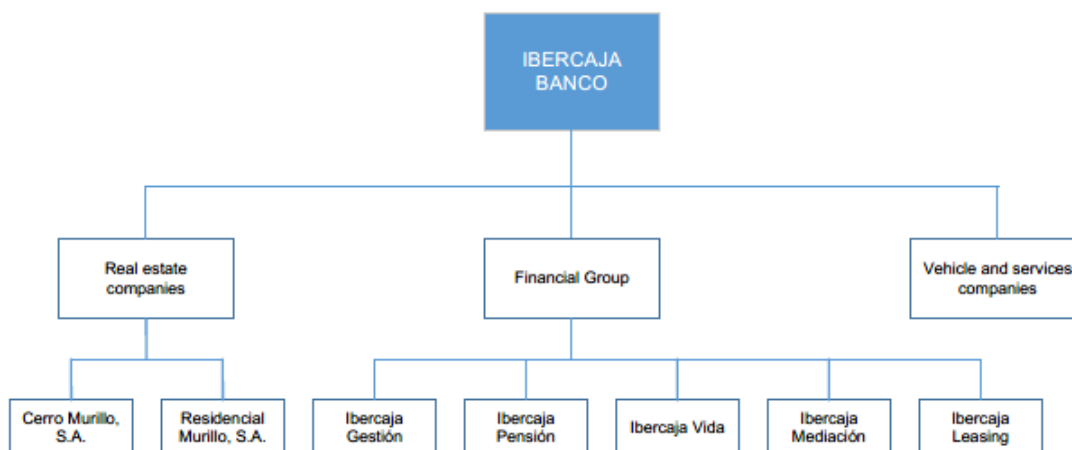 IBERCAJA
BANCO
Real estate
companies
Financial Group
Vehicle and services
companies
Cerro Murillo,
S.A.
Residencial
Murillo, S.A.
Ibercaja
Gestión
Ibercaja
Pensión
Ibercaja Vida
Ibercaja
Mediación
Ibercaja
Leasing